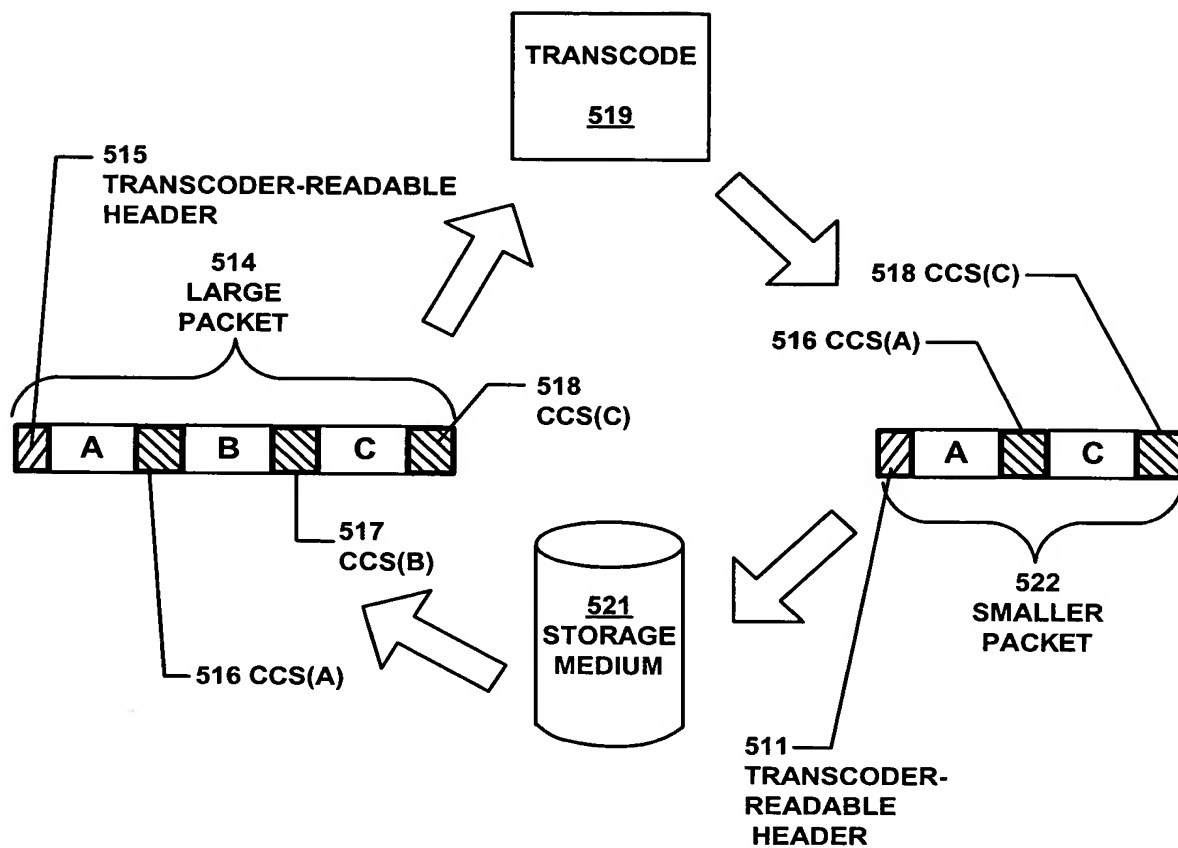 TRANSCODE
519
515
TRANSCODER-READABLE
HEADER
514
LARGE
PACKET
518 CCS(C)
516 CCS(A)
518
CCS(C)
A
B
C
A
C
517
CCS(B)
521
STORAGE
MEDIUM
522
SMALLER
PACKET
516 CCS(A)
511
TRANSCODER-
READABLE
HEADER